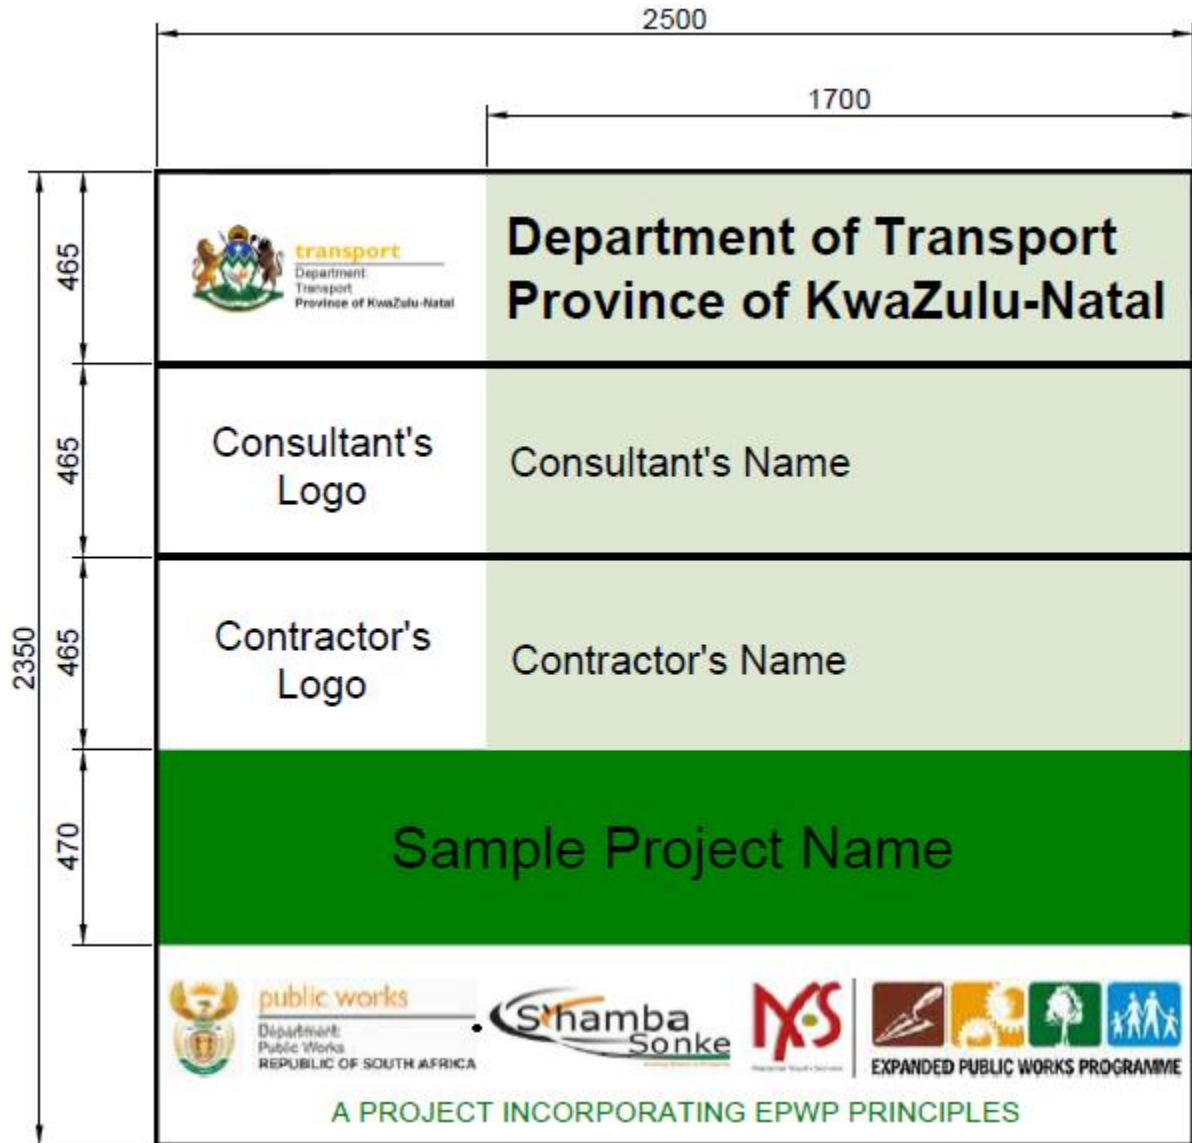 2500
1700
465
transport
Department:
Transport
Province of KwaZulu-Natal
Department of Transport
Province of KwaZulu-Natal
465
Consultant's
Logo
Consultant's Name
2350
465
Contractor's
Logo
Contractor's Name
470
Sample Project Name
public works
Department:
Public Works
REPUBLIC OF SOUTH AFRICA
S'hamba
Sonke
NYS
EXPANDED PUBLIC WORKS PROGRAMME
A PROJECT INCORPORATING EPWP PRINCIPLES